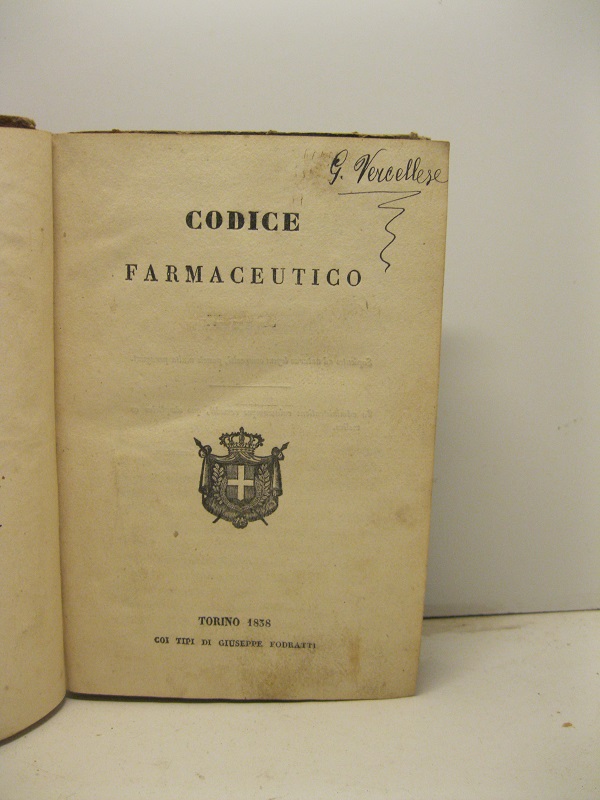 G. Vercellese
CODICE
FARMACEUTICO
TORINO 1838
COI TIPI DI GIUSEPPE FODRATTI